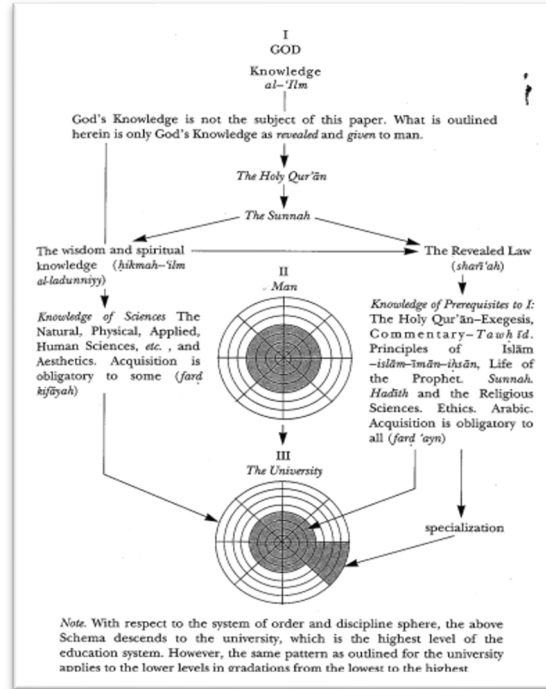 I
GOD
Knowledge
al–‘Ilm
God's Knowledge is not the subject of this paper. What is outlined
herein is only God's Knowledge as revealed and given to man.
The Holy Qur'ān
The Sunnah
The wisdom and spiritual
knowledge (ḥikmah–‘ilm
al-ladunniyy)
The Revealed Law
(sharī‘ah)
II
Man
Knowledge of Sciences The
Natural, Physical, Applied,
Human Sciences, etc. , and
Aesthetics. Acquisition is
obligatory to some (farḍ
kifāyah)
Knowledge of Prerequisites to I:
The Holy Qur'ān–Exegesis,
Commentary–Tawḥīd.
Principles of Islām
–islām–īmān–iḥsān, Life of
the Prophet. Sunnah.
Ḥadīth and the Religious
Sciences. Ethics. Arabic.
Acquisition is obligatory to
all (farḍ ‘ayn)
III
The University
specialization
Note. With respect to the system of order and discipline sphere, the above
Schema descends to the university, which is the highest level of the
education system. However, the same pattern as outlined for the university
applies to the lower levels in gradations from the lowest to the highest